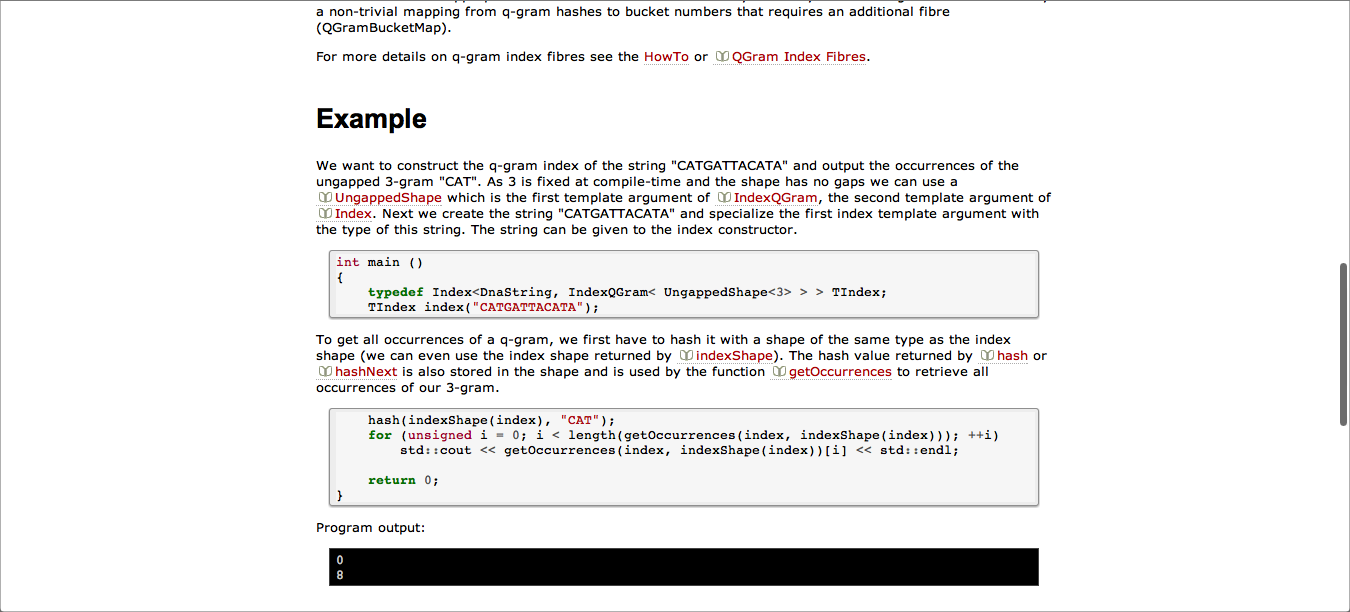 a non-trivial mapping from q-gram hashes to bucket numbers that requires an additional fibre
(QGramBucketMap).
For more details on q-gram index fibres see the HowTo or QGram Index Fibres.
Example
We want to construct the q-gram index of the string "CATGATTACATA" and output the occurrences of the
ungapped 3-gram "CAT". As 3 is fixed at compile-time and the shape has no gaps we can use a
UngappedShape which is the first template argument of IndexQGram, the second template argument of
Index. Next we create the string "CATGATTACATA" and specialize the first index template argument with
the type of this string. The string can be given to the index constructor.
int main ()
{
    typedef Index<DnaString, IndexQGram< UngappedShape<3> > > TIndex;
    TIndex index("CATGATTACATA");
To get all occurrences of a q-gram, we first have to hash it with a shape of the same type as the index
shape (we can even use the index shape returned by indexShape). The hash value returned by hash or
hashNext is also stored in the shape and is used by the function getOccurrences to retrieve all
occurrences of our 3-gram.
    hash(indexShape(index), "CAT");
    for (unsigned i = 0; i < length(getOccurrences(index, indexShape(index))); ++i)
        std::cout << getOccurrences(index, indexShape(index))[i] << std::endl;
    return 0;
}
Program output:
0
8